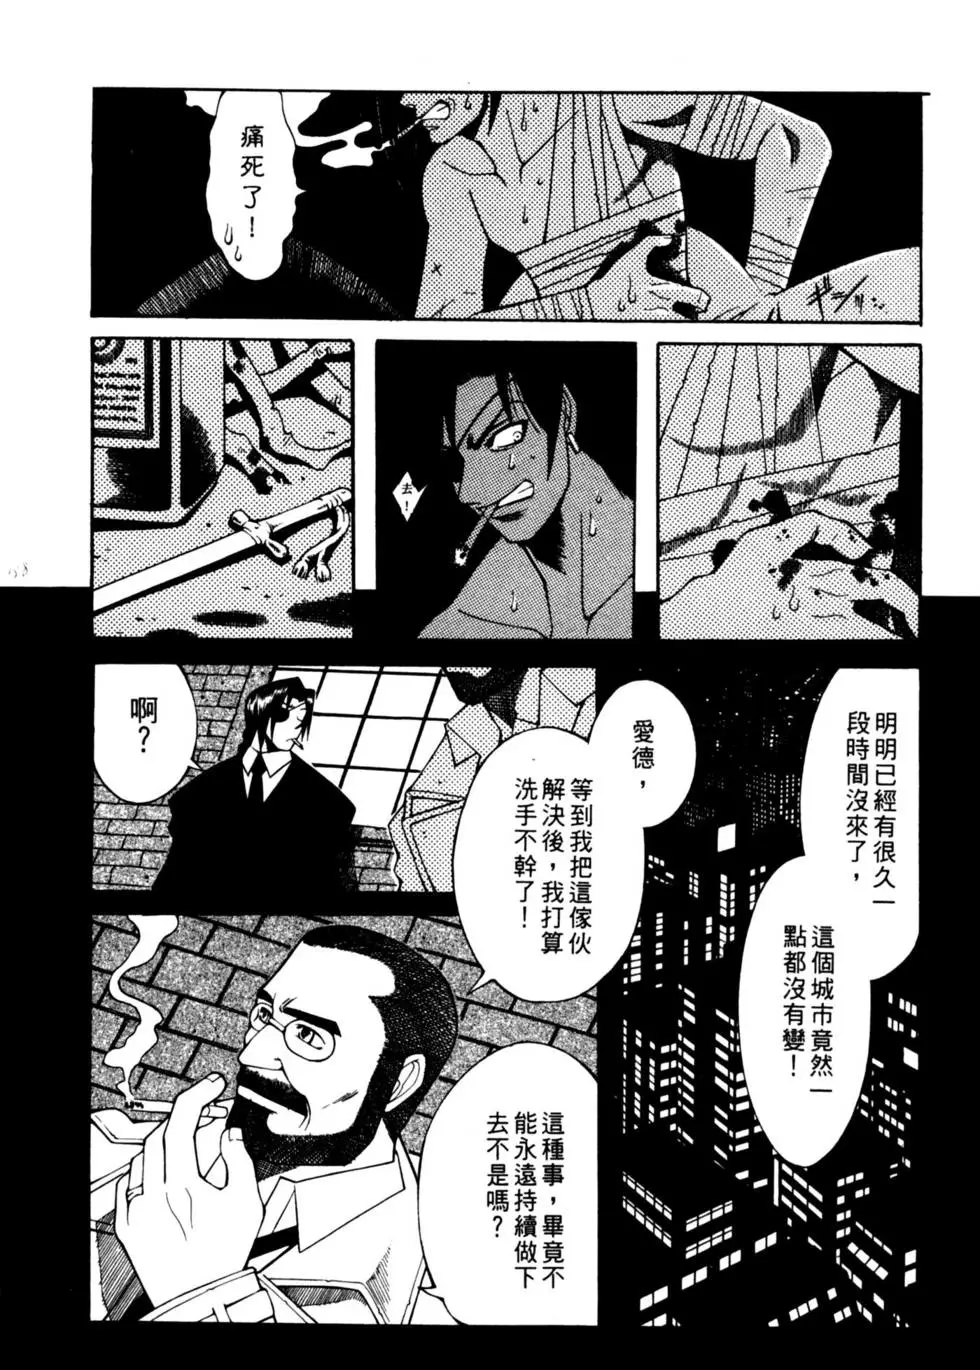 痛死了！
ギシ…
去！
明明已經有很久一
段時間沒來了，
這個城市竟然一
點都沒有變！
愛德，
等到我把這傢伙
解決後，我打算
洗手不幹了！
啊？
這種事，畢竟不
能永遠持續做下
去不是嗎？